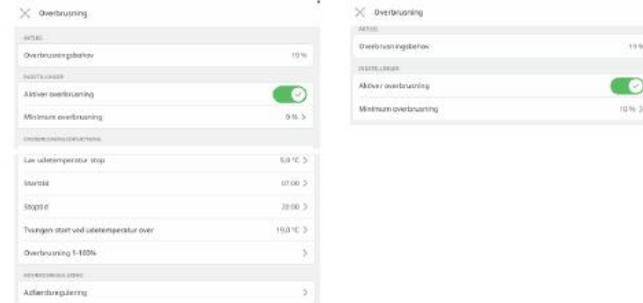 Overbrusning
AKTUEL
Overbrusningsbehov 19 %
INDSTILLINGER
Aktiver overbrusning
Minimum overbrusning 0 % >
Lav udetemperatur stop 5,0 °C >
Starttid 07:00 >
Stoptid 20:00 >
Tvungen start ved udetemperatur over 19,0 °C >
Overbrusning 1-100% >
ADFÆRDSREGULERING
Adfærdsregulering >
Overbrusning
AKTUEL
Overbrusningsbehov 19 %
INDSTILLINGER
Aktiver overbrusning
Minimum overbrusning 10 % >